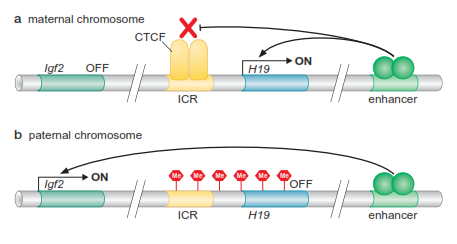 a maternal chromosome
CTCF
Igf2 OFF
H19 ON
ICR
enhancer
b paternal chromosome
Igf2 ON
Me Me Me Me Me Me
OFF
ICR
H19
enhancer